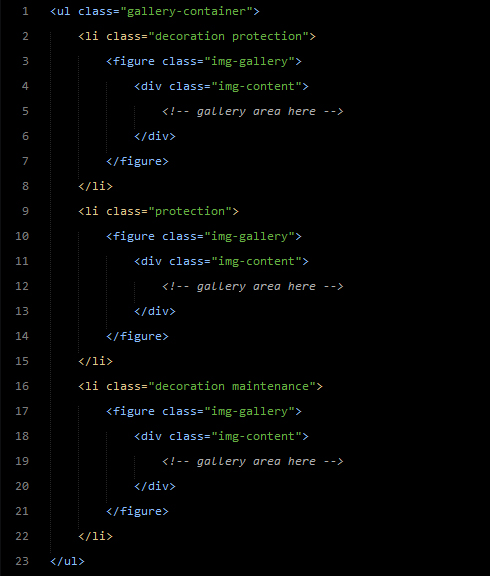 1 <ul class="gallery-container">
2 <li class="decoration protection">
3 <figure class="img-gallery">
4 <div class="img-content">
5 <!-- gallery area here -->
6 </div>
7 </figure>
8 </li>
9 <li class="protection">
10 <figure class="img-gallery">
11 <div class="img-content">
12 <!-- gallery area here -->
13 </div>
14 </figure>
15 </li>
16 <li class="decoration maintenance">
17 <figure class="img-gallery">
18 <div class="img-content">
19 <!-- gallery area here -->
20 </div>
21 </figure>
22 </li>
23 </ul>